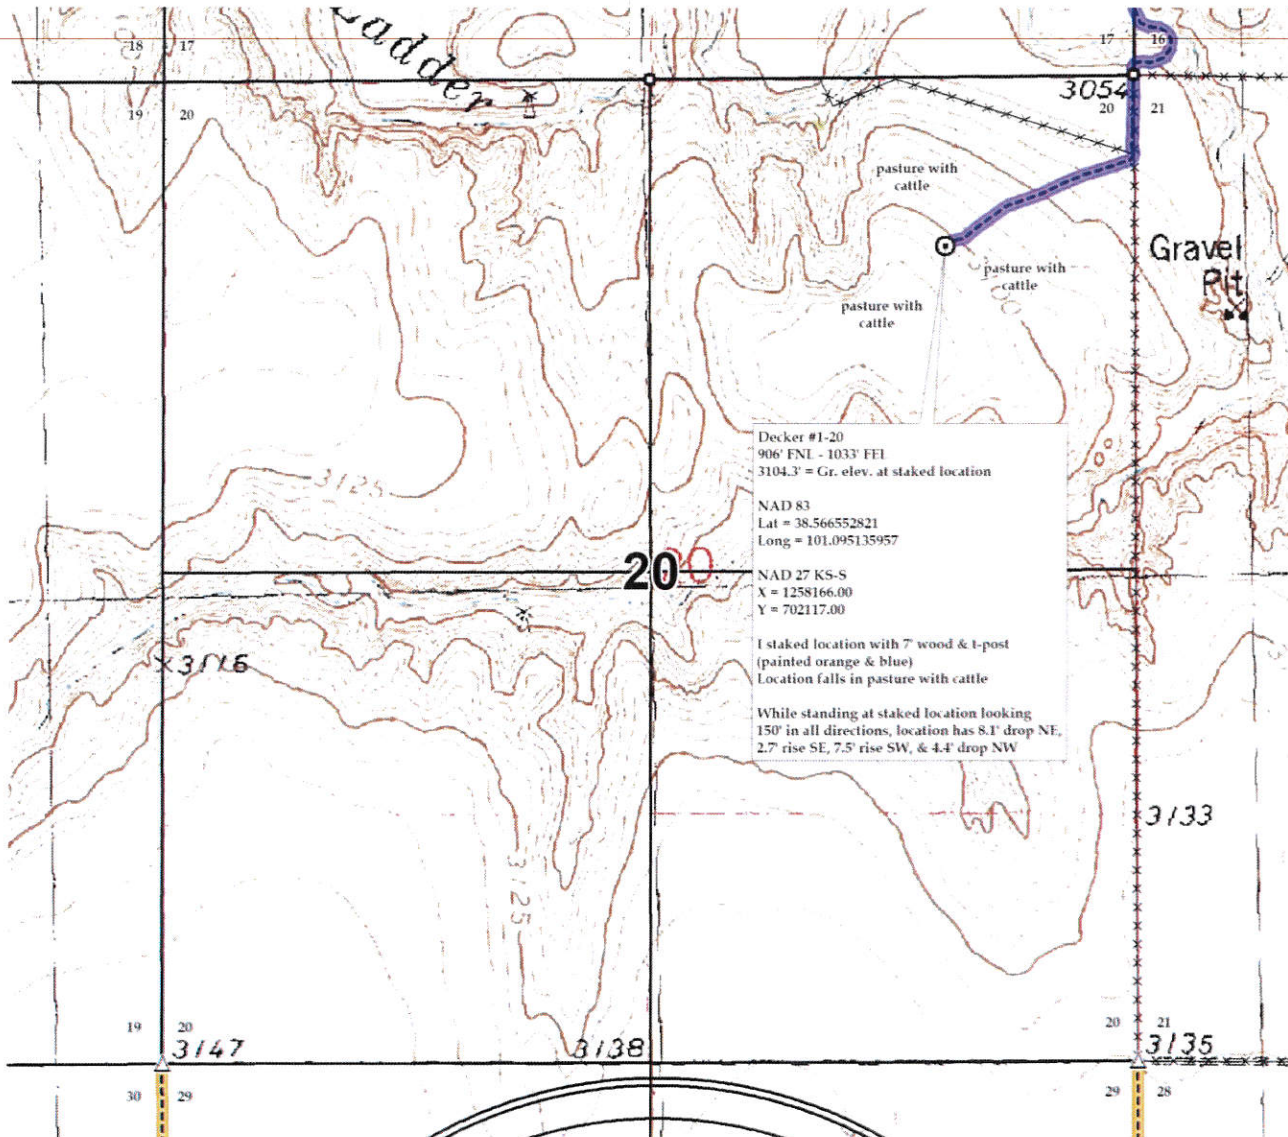 Ladder
18 17
17 16
3054
19 20
20 21
pasture with
cattle
Gravel
Pit
pasture with
cattle
pasture with
cattle
3100
Decker #1-20
906' FNL - 1033' FEL
3104.3' = Gr. elev. at staked location
3125
NAD 83
Lat = 38.566552821
Long = 101.095135957
20
20
NAD 27 KS-S
X = 1258166.00
Y = 702117.00
I staked location with 7' wood & t-post
(painted orange & blue)
Location falls in pasture with cattle
3116
While standing at staked location looking
150' in all directions, location has 8.1' drop NE,
2.7' rise SE, 7.5' rise SW, & 4.4' drop NW
3133
3125
19 20
20 21
3147
3138
3135
30 29
29 28